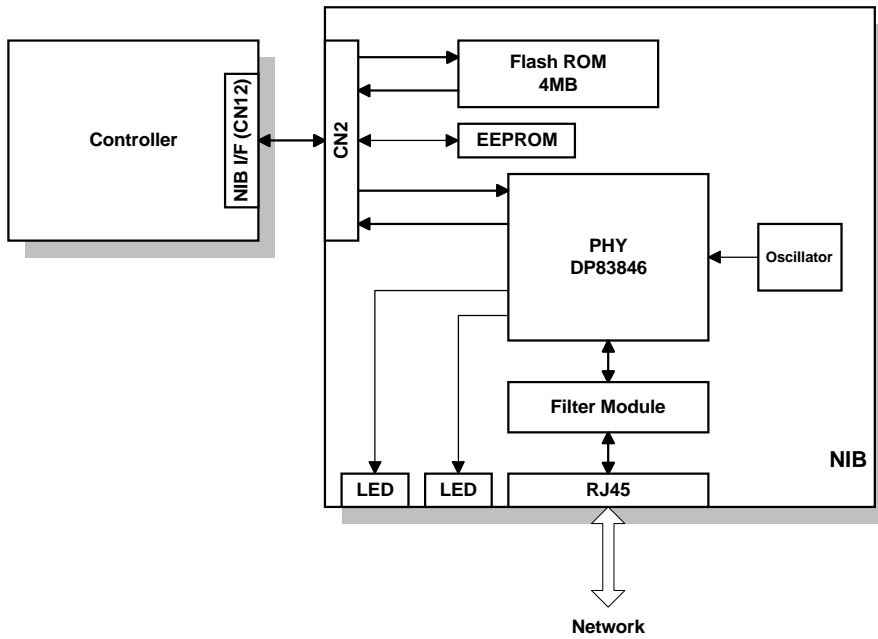 Controller
NIB I/F (CN12)
CN2
Flash ROM
4MB
EEPROM
PHY
DP83846
Oscillator
Filter Module
NIB
LED
LED
RJ45
Network